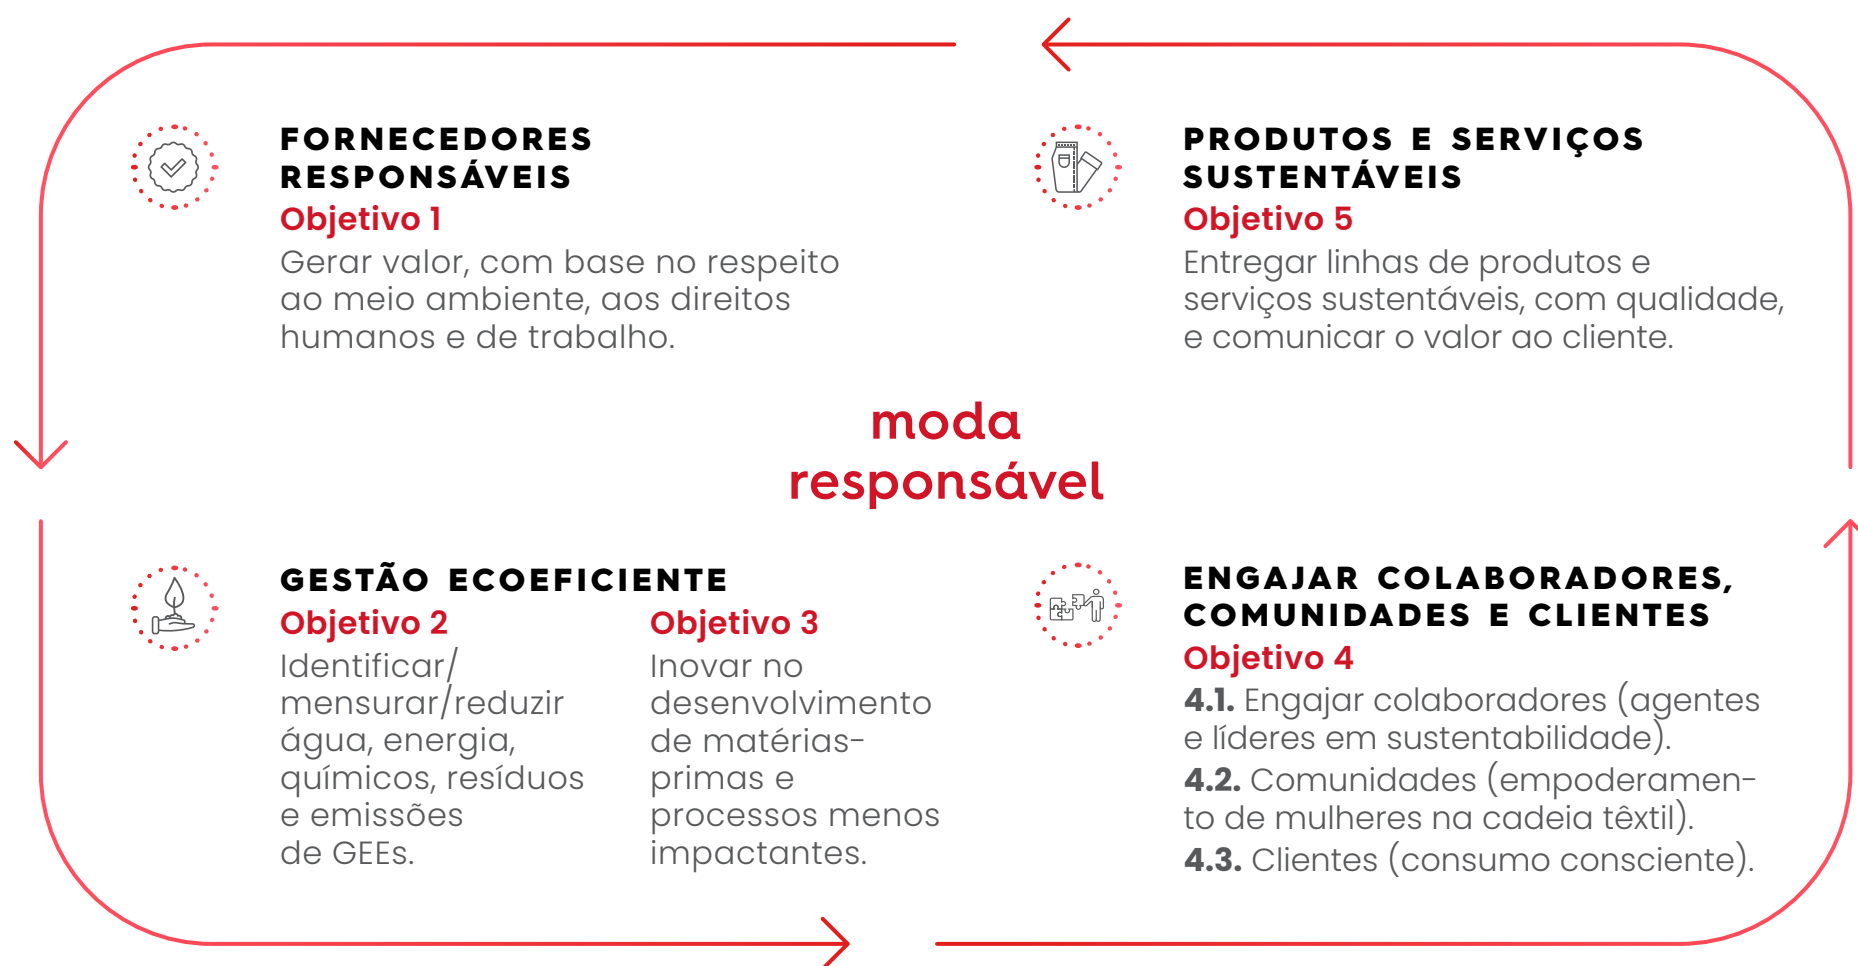 FORNECEDORES
RESPONSÁVEIS
Objetivo 1
Gerar valor, com base no respeito
ao meio ambiente, aos direitos
humanos e de trabalho.
PRODUTOS E SERVIÇOS
SUSTENTÁVEIS
Objetivo 5
Entregar linhas de produtos e
serviços sustentáveis, com qualidade,
e comunicar o valor ao cliente.
moda
responsável
GESTÃO ECOEFICIENTE
Objetivo 2
Identificar/
mensurar/reduzir
água, energia,
químicos, resíduos
e emissões
de GEEs.
Objetivo 3
Inovar no
desenvolvimento
de matérias-
primas e
processos menos
impactantes.
ENGAJAR COLABORADORES,
COMUNIDADES E CLIENTES
Objetivo 4
4.1. Engajar colaboradores (agentes
e líderes em sustentabilidade).
4.2. Comunidades (empoderamen-
to de mulheres na cadeia têxtil).
4.3. Clientes (consumo consciente).